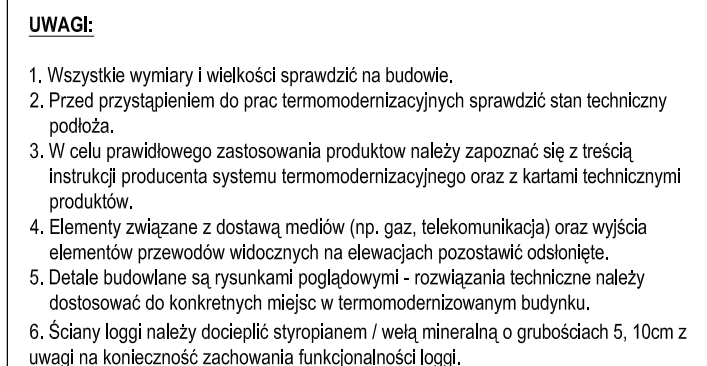 UWAGI:
1. Wszystkie wymiary i wielkości sprawdzić na budowie.
2. Przed przystąpieniem do prac termomodernizacyjnych sprawdzić stan techniczny
podłoża.
3. W celu prawidłowego zastosowania produktow należy zapoznać się z treścią
instrukcji producenta systemu termomodernizacyjnego oraz z kartami technicznymi
produktów.
4. Elementy związane z dostawą mediów (np. gaz, telekomunikacja) oraz wyjścia
elementów przewodów widocznych na elewacjach pozostawić odsłonięte.
5. Detale budowlane są rysunkami poglądowymi - rozwiązania techniczne należy
dostosować do konkretnych miejsc w termomodernizowanym budynku.
6. Ściany loggi należy docieplić styropianem / wełą mineralną o grubościach 5, 10cm z
uwagi na konieczność zachowania funkcjonalności loggi.